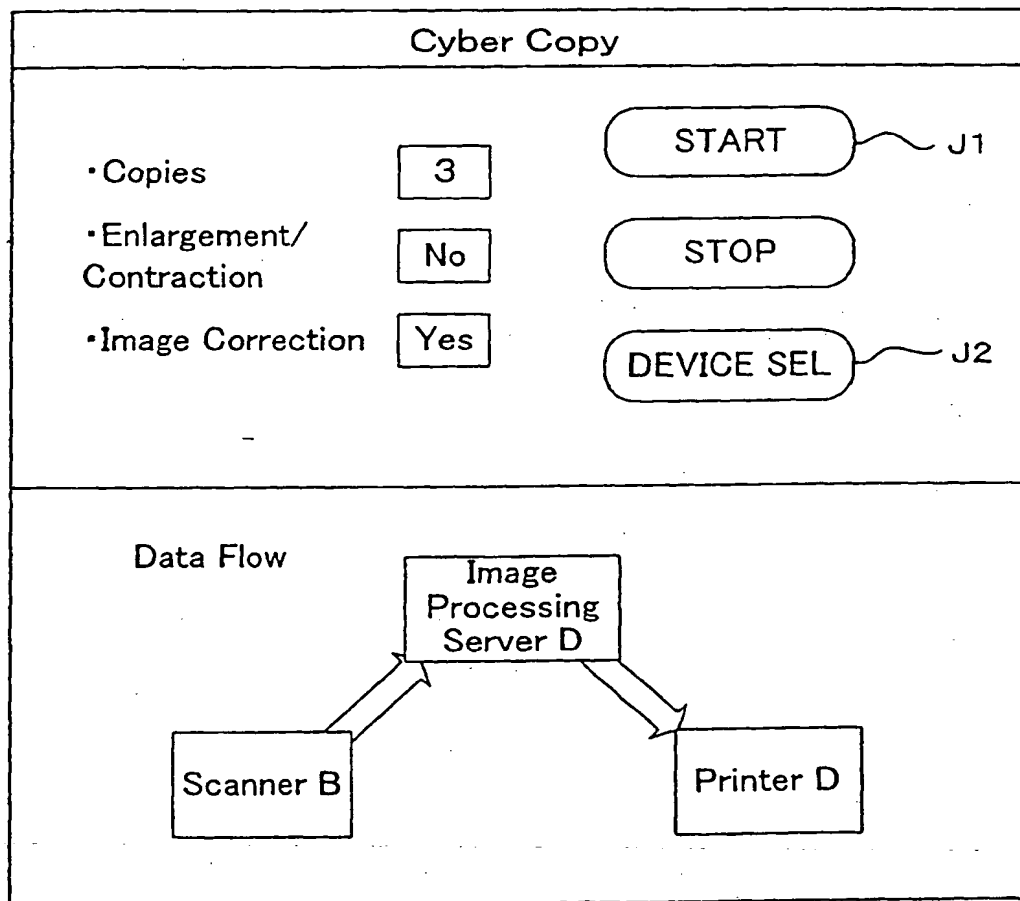 Cyber Copy
・Copies
3
・Enlargement/
Contraction
No
・Image Correction
Yes
START
J1
STOP
DEVICE SEL
J2
Data Flow
Image
Processing
Server D
Scanner B
Printer D